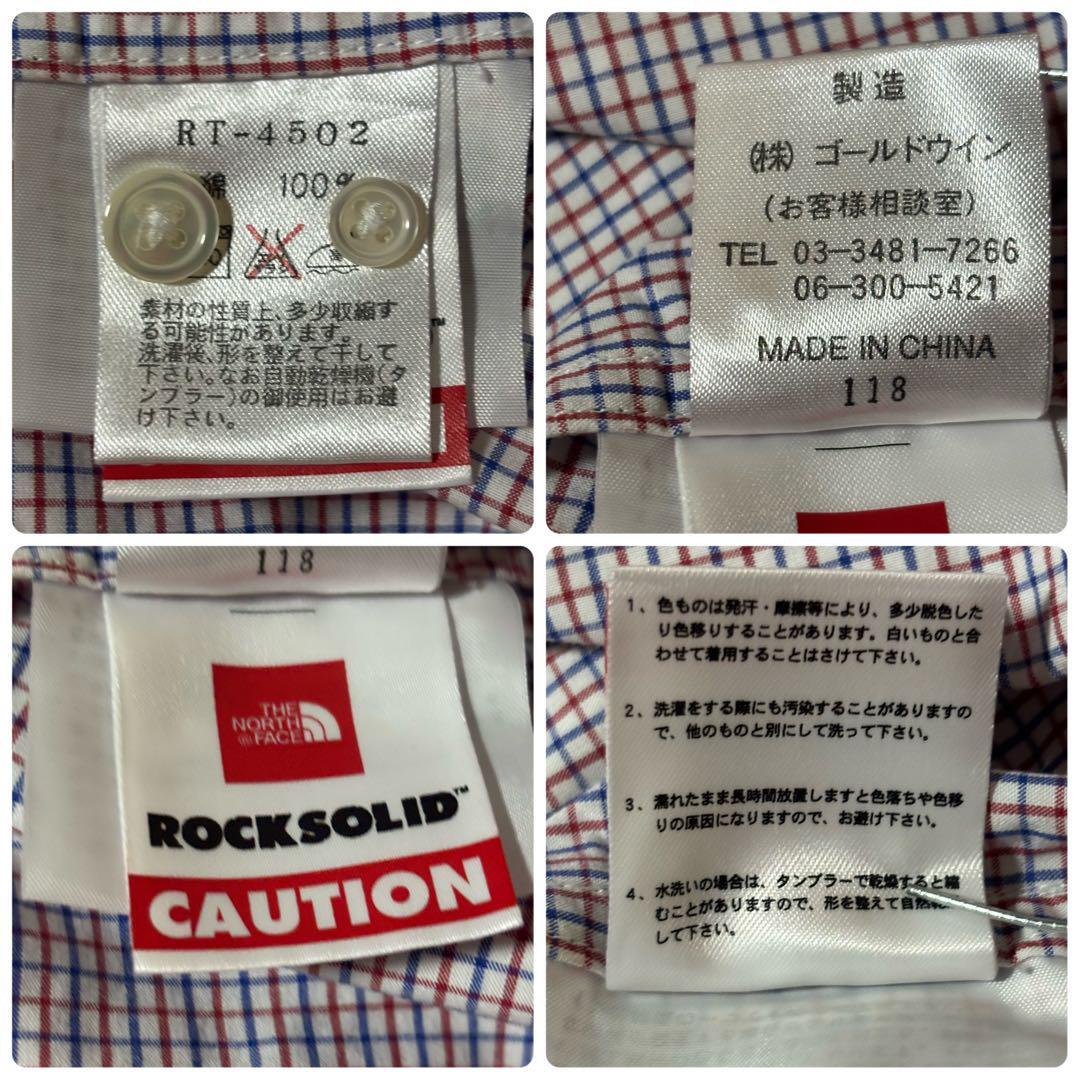 RT-4502
綿 100%
素材の性質上、多少収縮す
る可能性があります。
洗濯後、形を整えて干して
下さい。なお自動乾燥機(タ
ンブラー)の御使用はお避
け下さい。
製造
(株) ゴールドウイン
(お客様相談室)
TEL 03-3481-7266
06-300-5421
MADE IN CHINA
118
118
THE
NORTH
FACE
ROCKSOLID™
CAUTION
1、色ものは発汗・摩擦等により、多少脱色した
り色移りすることがあります。白いものと合
わせて着用することはさけて下さい。
2、洗濯をする際にも汚染することがありますの
で、他のものと別にして洗って下さい。
3、濡れたまま長時間放置しますと色落ちや色移
りの原因になりますので、お避け下さい。
4、水洗いの場合は、タンブラーで乾燥すると縮
むことがありますので、形を整えて自然
して下さい。